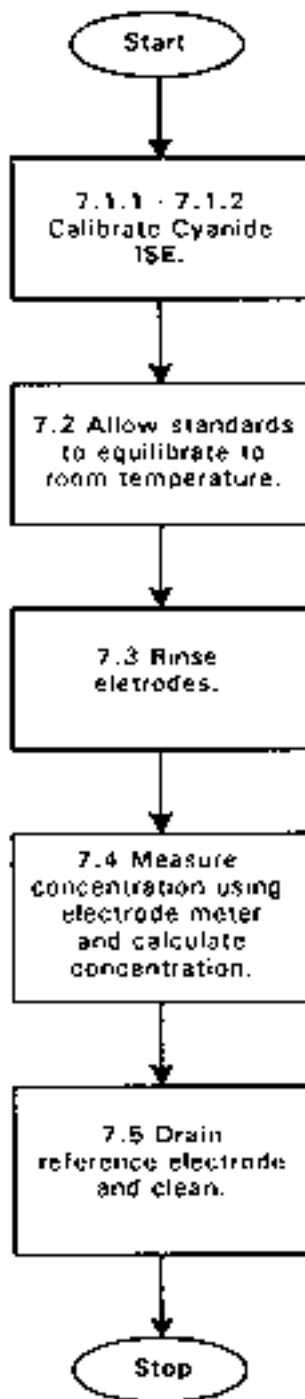 Start
7.1.1 - 7.1.2
Calibrate Cyanide
ISE.
7.2 Allow standards
to equilibrate to
room temperature.
7.3 Rinse
eletrodes.
7.4 Measure
concentration using
electrode meter
and calculate
concentration.
7.5 Drain
reference electrode
and clean.
Stop